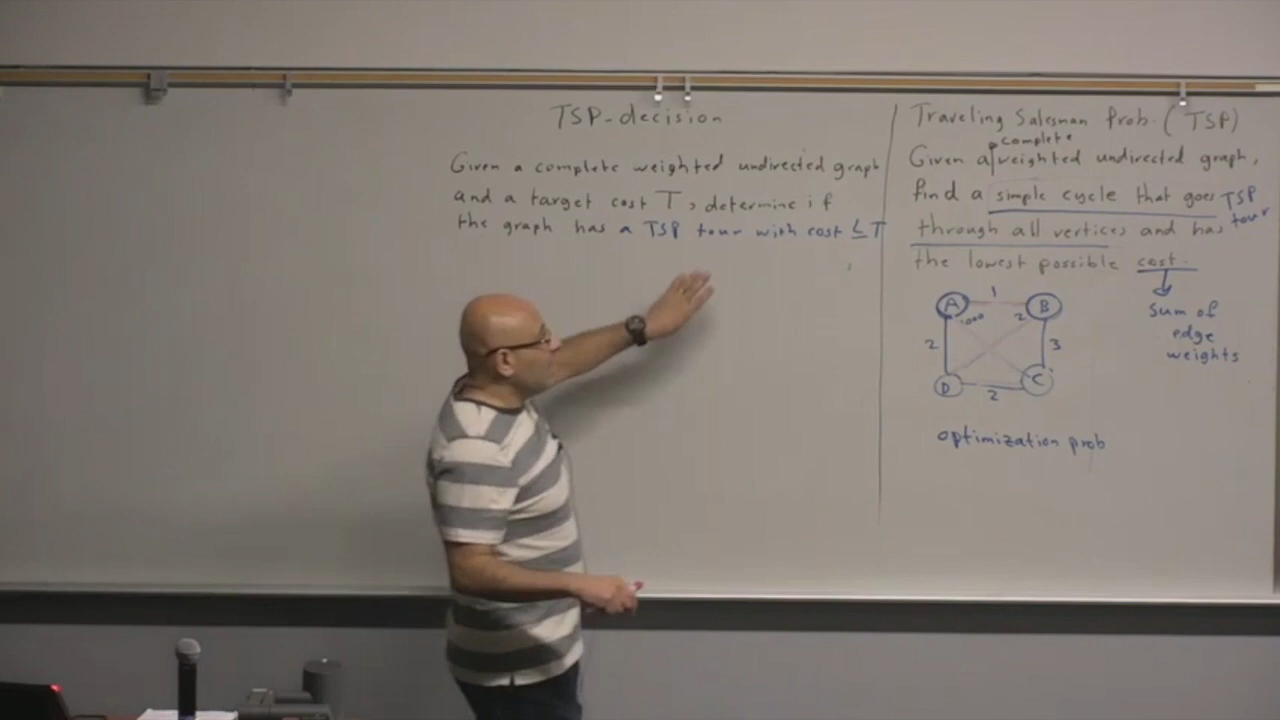 TSP-decision
Given a complete weighted undirected graph
and a target cost T, determine if
the graph has a TSP tour with cost ≤ T
Traveling Salesman Prob. (TSP)
complete
Given a weighted undirected graph,
find a simple cycle that goes TSP
tour
through all vertices and has
the lowest possible cost.
A 1 B
1000 2
2 3
D 2 C
sum of
edge
weights
optimization prob